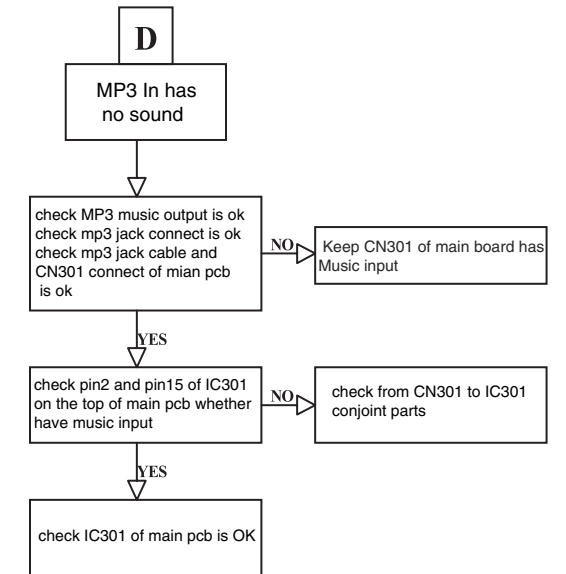 D
MP3 In has
no sound
check MP3 music output is ok
check mp3 jack connect is ok
check mp3 jack cable and
CN301 connect of mian pcb
is ok
NO
Keep CN301 of main board has
Music input
YES
check pin2 and pin15 of IC301
on the top of main pcb whether
have music input
NO
check from CN301 to IC301
conjoint parts
YES
check IC301 of main pcb is OK